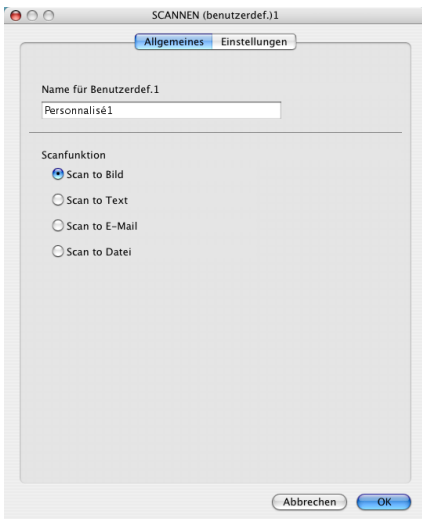 SCANNEN (benutzerdef.)1
Allgemeines Einstellungen
Name für Benutzerdef.1
Personnalisé1
Scanfunktion
Scan to Bild
Scan to Text
Scan to E-Mail
Scan to Datei
Abbrechen OK